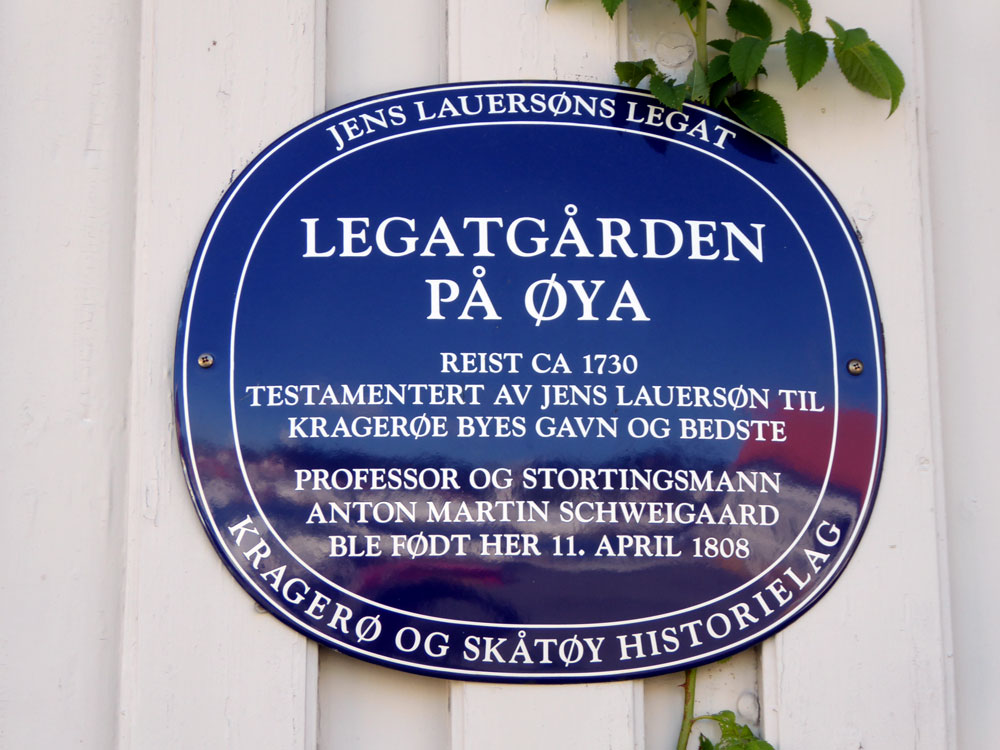 JENS LAUERSØNS LEGAT
LEGATGÅRDEN
PÅ ØYA
REIST CA 1730
TESTAMENTERT AV JENS LAUERSØN TIL
KRAGERØE BYES GAVN OG BEDSTE
PROFESSOR OG STORTINGSMANN
ANTON MARTIN SCHWEIGAARD
BLE FØDT HER 11. APRIL 1808
KRAGERØ OG SKÅTØY HISTORIELAG